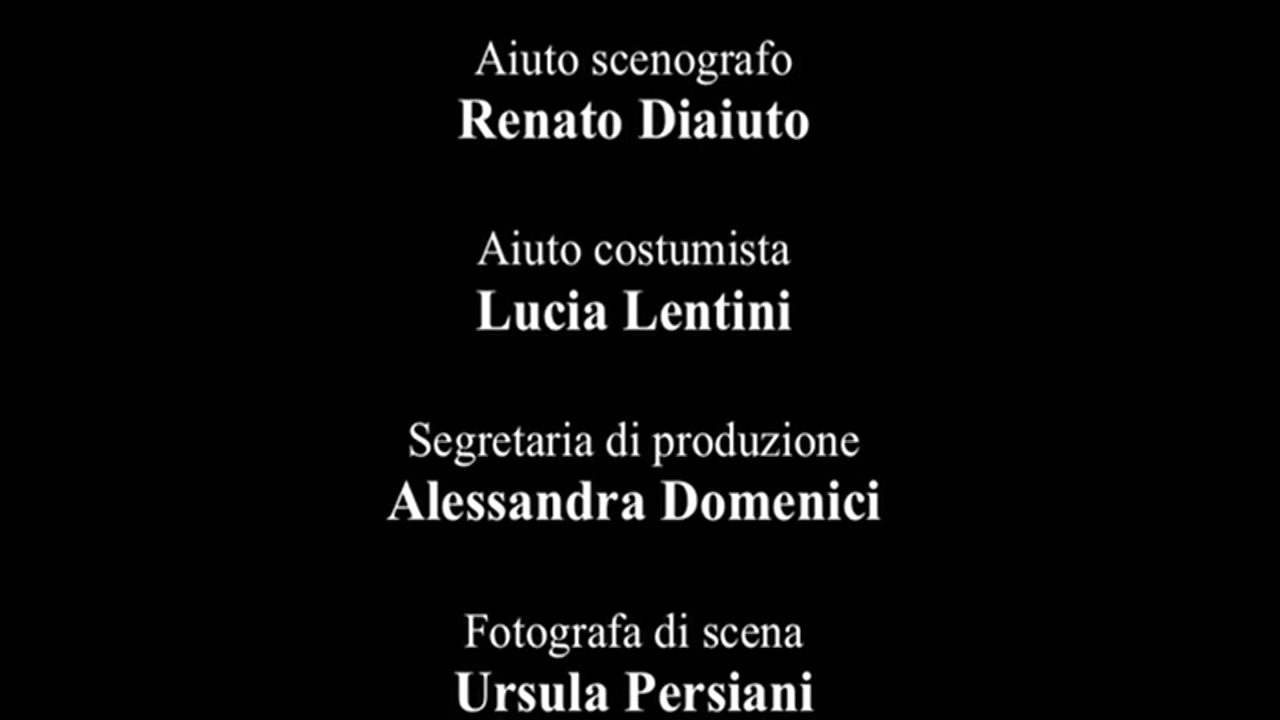 Aiuto scenografo
Renato Diaiuto
Aiuto costumista
Lucia Lentini
Segretaria di produzione
Alessandra Domenici
Fotografa di scena
Ursula Persiani